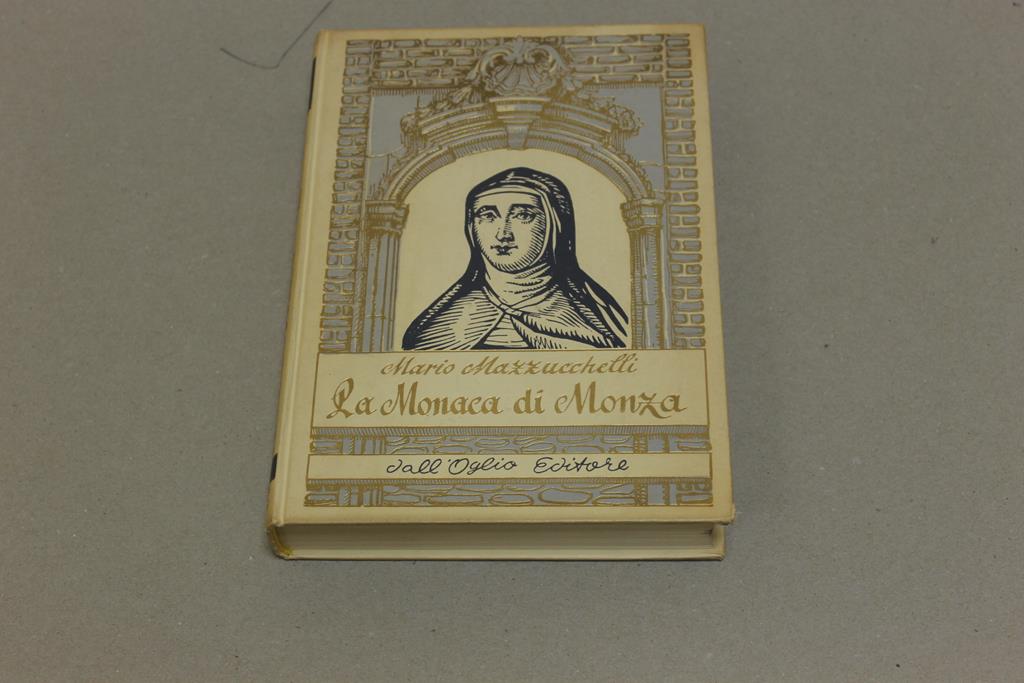 Mario Mazzucchelli
La Monaca di Monza
dall'Oglio Editore